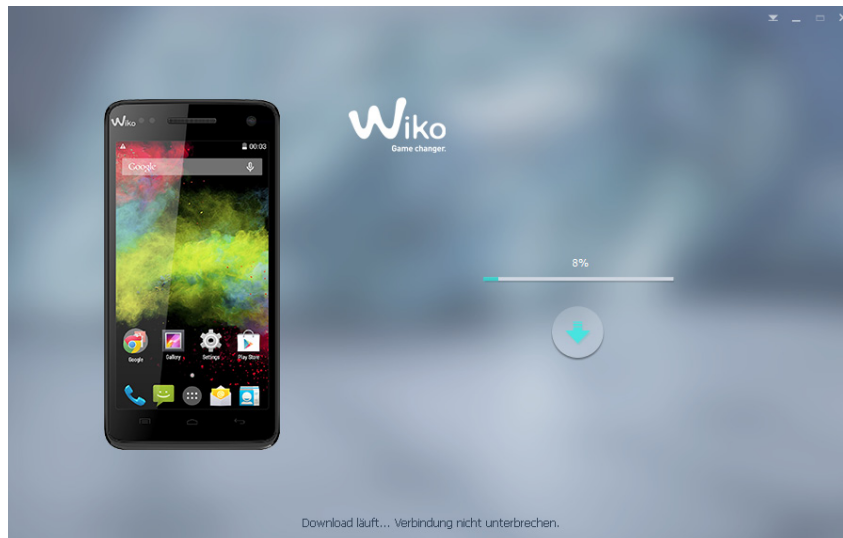 Wiko
Game changer.
Wiko
00:03
Google
Google
Gallery
Settings
Play Store
8%
Download läuft... Verbindung nicht unterbrechen.